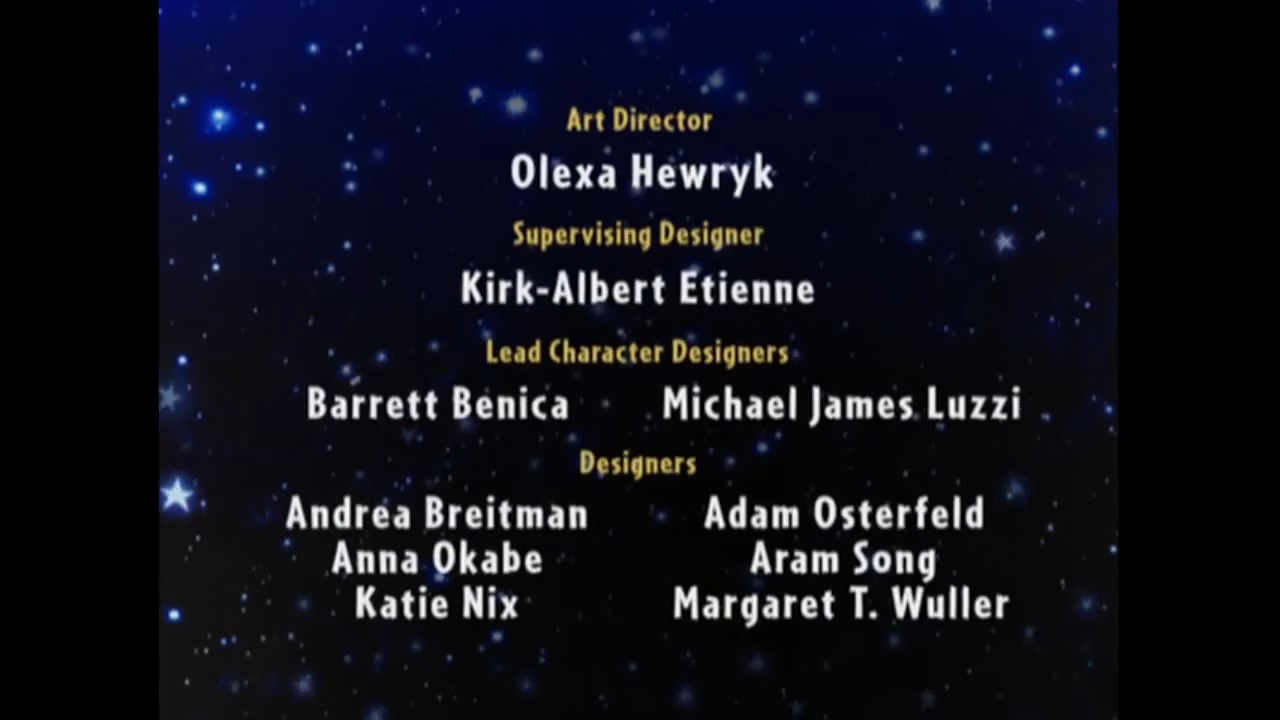 Art Director
Olexa Hewryk
Supervising Designer
Kirk-Albert Etienne
Lead Character Designers
Barrett Benica Michael James Luzzi
Designers
Andrea Breitman Adam Osterfeld
Anna Okabe Aram Song
Katie Nix Margaret T. Wuller